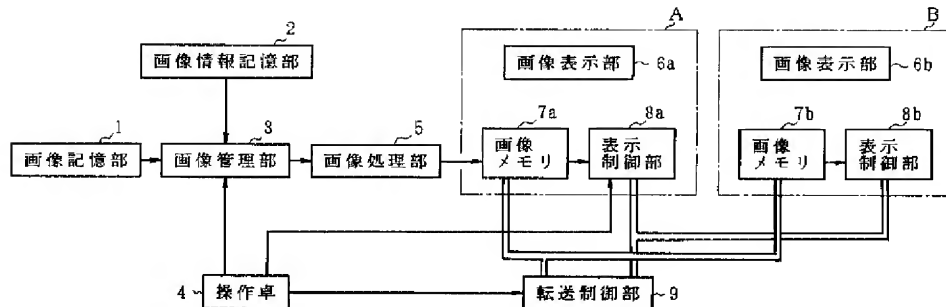 A
B
2
画像情報記憶部
画像表示部
6a
画像表示部
6b
1
3
5
7a
8a
7b
8b
画像記憶部
画像管理部
画像処理部
画像
メモリ
表示
制御部
画像
メモリ
表示
制御部
4
操作卓
転送制御部
9